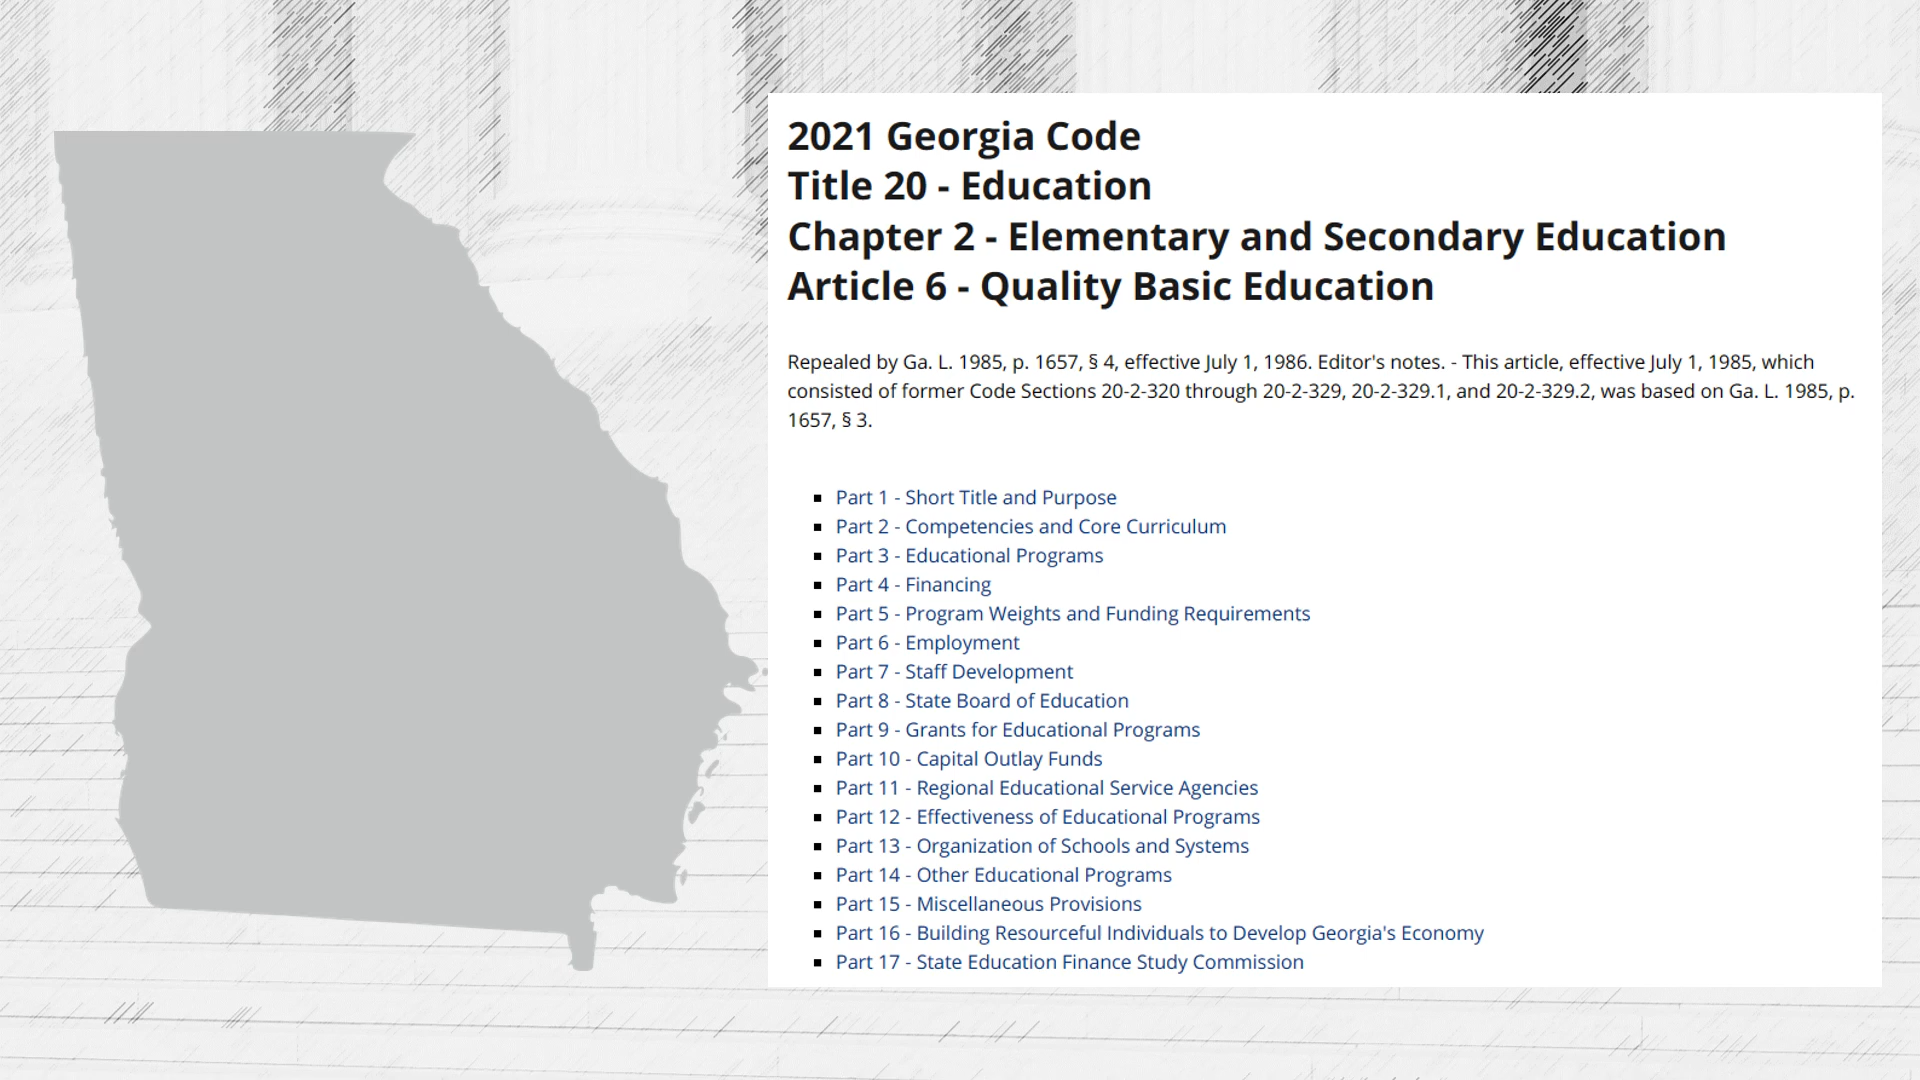 2021 Georgia Code
Title 20 - Education
Chapter 2 - Elementary and Secondary Education
Article 6 - Quality Basic Education
Repealed by Ga. L. 1985, p. 1657, § 4, effective July 1, 1986. Editor's notes. - This article, effective July 1, 1985, which
consisted of former Code Sections 20-2-320 through 20-2-329, 20-2-329.1, and 20-2-329.2, was based on Ga. L. 1985, p.
1657, § 3.
▪ Part 1 - Short Title and Purpose
▪ Part 2 - Competencies and Core Curriculum
▪ Part 3 - Educational Programs
▪ Part 4 - Financing
▪ Part 5 - Program Weights and Funding Requirements
▪ Part 6 - Employment
▪ Part 7 - Staff Development
▪ Part 8 - State Board of Education
▪ Part 9 - Grants for Educational Programs
▪ Part 10 - Capital Outlay Funds
▪ Part 11 - Regional Educational Service Agencies
▪ Part 12 - Effectiveness of Educational Programs
▪ Part 13 - Organization of Schools and Systems
▪ Part 14 - Other Educational Programs
▪ Part 15 - Miscellaneous Provisions
▪ Part 16 - Building Resourceful Individuals to Develop Georgia's Economy
▪ Part 17 - State Education Finance Study Commission